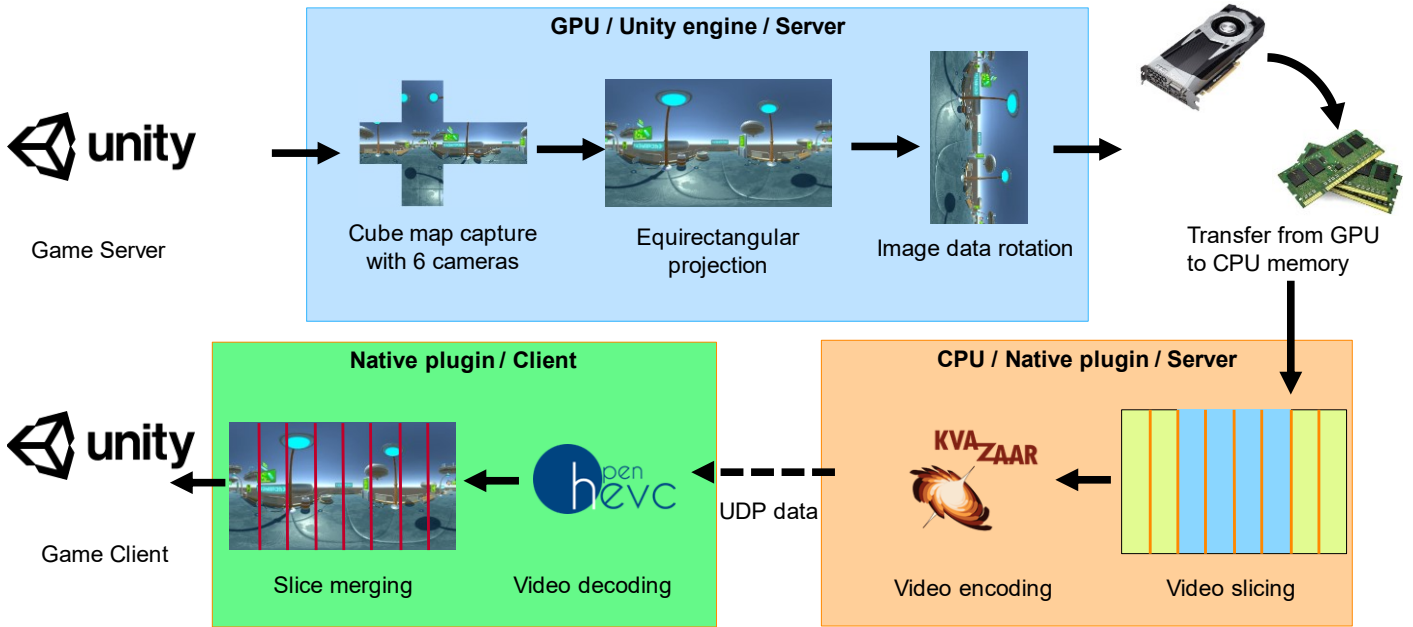 GPU / Unity engine / Server
unity
Game Server
Cube map capture
with 6 cameras
Equirectangular
projection
Image data rotation
Transfer from GPU
to CPU memory
Native plugin / Client
CPU / Native plugin / Server
unity
Game Client
Slice merging
Open
hevc
Video decoding
UDP data
KVAZAAR
Video encoding
Video slicing